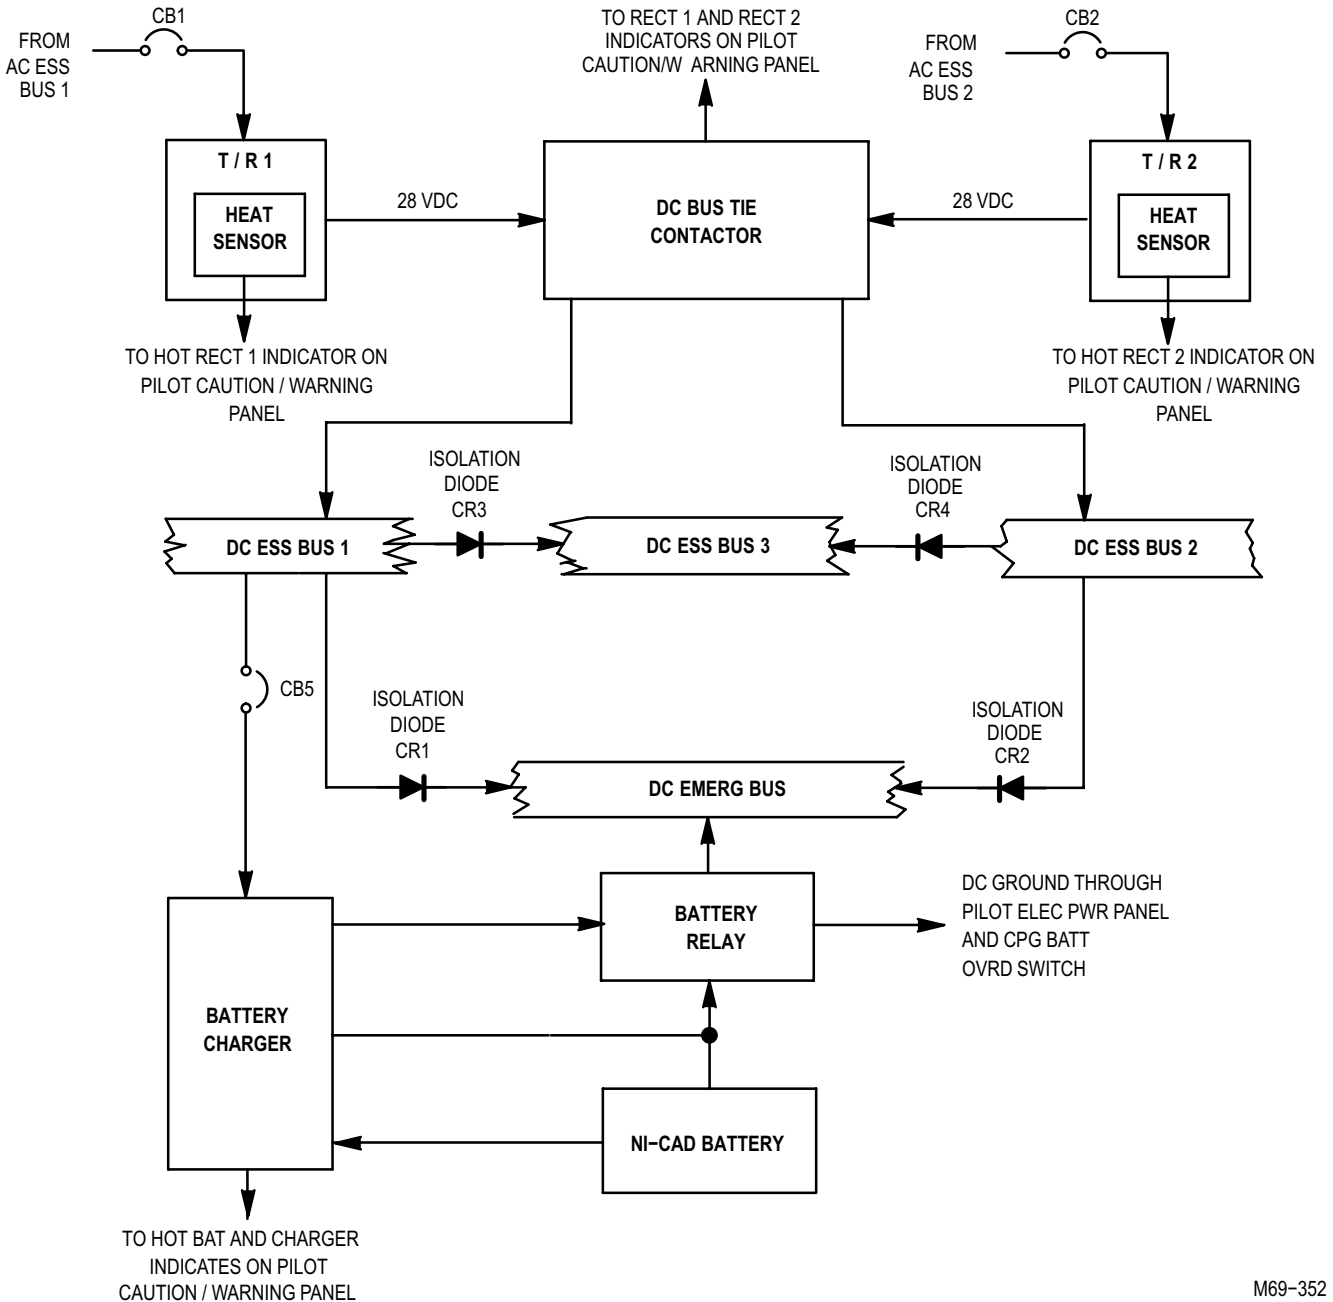 CB1
FROM
AC ESS
BUS 1
TO RECT 1 AND RECT 2
INDICATORS ON PILOT
CAUTION/W ARNING PANEL
CB2
FROM
AC ESS
BUS 2
T / R 1
HEAT
SENSOR
28 VDC
DC BUS TIE
CONTACTOR
28 VDC
T / R 2
HEAT
SENSOR
TO HOT RECT 1 INDICATOR ON
PILOT CAUTION / WARNING
PANEL
TO HOT RECT 2 INDICATOR ON
PILOT CAUTION / WARNING
PANEL
ISOLATION
DIODE
CR3
ISOLATION
DIODE
CR4
DC ESS BUS 1
DC ESS BUS 3
DC ESS BUS 2
CB5
ISOLATION
DIODE
CR1
ISOLATION
DIODE
CR2
DC EMERG BUS
BATTERY
RELAY
DC GROUND THROUGH
PILOT ELEC PWR PANEL
AND CPG BATT
OVRD SWITCH
BATTERY
CHARGER
NI−CAD BATTERY
TO HOT BAT AND CHARGER
INDICATES ON PILOT
CAUTION / WARNING PANEL
M69−352